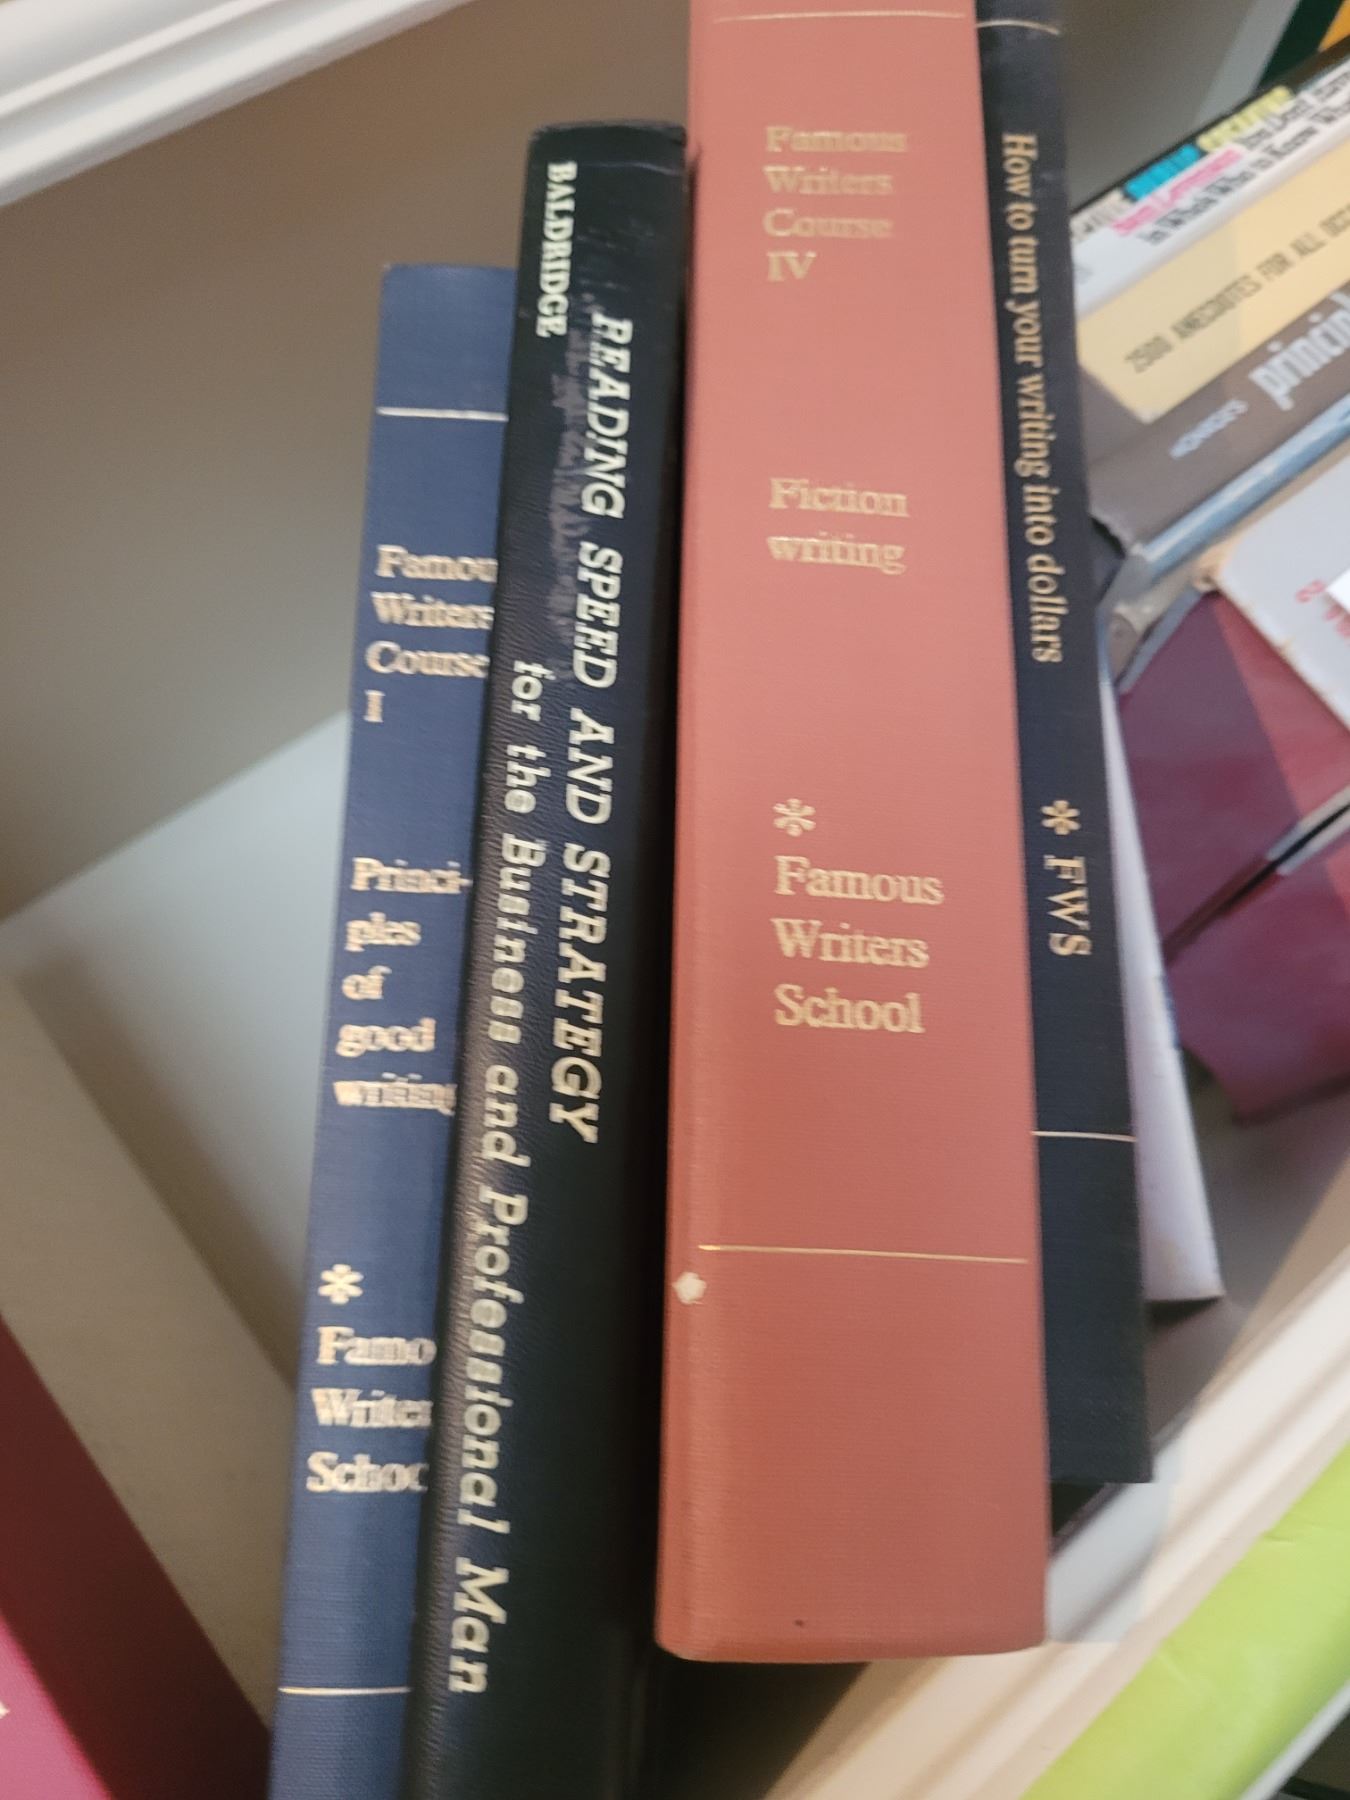 Famou
Writers
Course
I
Princi-
ples
of
good
writing
*
Famo
Writer
Schoo
BALDRIDGE
READING SPEED AND STRATEGY
for the Business and Professional Man
Famous
Writers
Course
IV
Fiction
writing
*
Famous
Writers
School
How to turn your writing into dollars
* FWS
2500 ANECDOTES FOR ALL